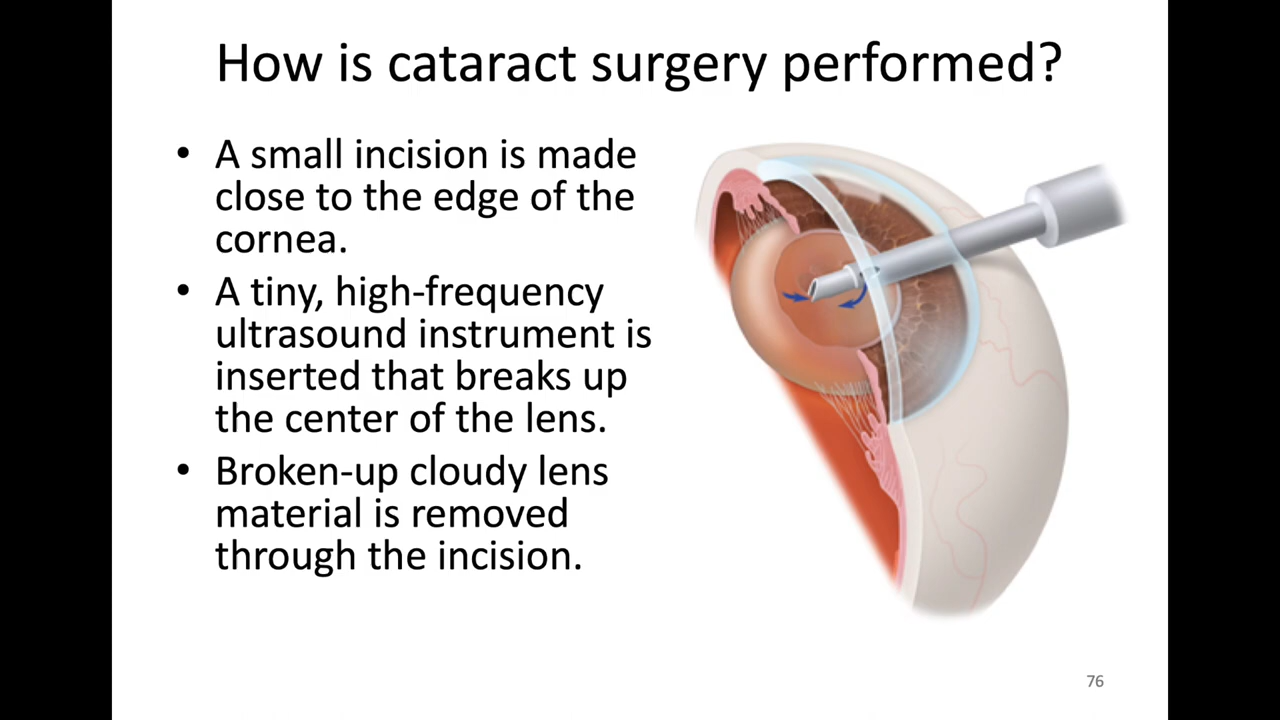 How is cataract surgery performed?
• A small incision is made
close to the edge of the
cornea.
• A tiny, high-frequency
ultrasound instrument is
inserted that breaks up
the center of the lens.
• Broken-up cloudy lens
material is removed
through the incision.
76